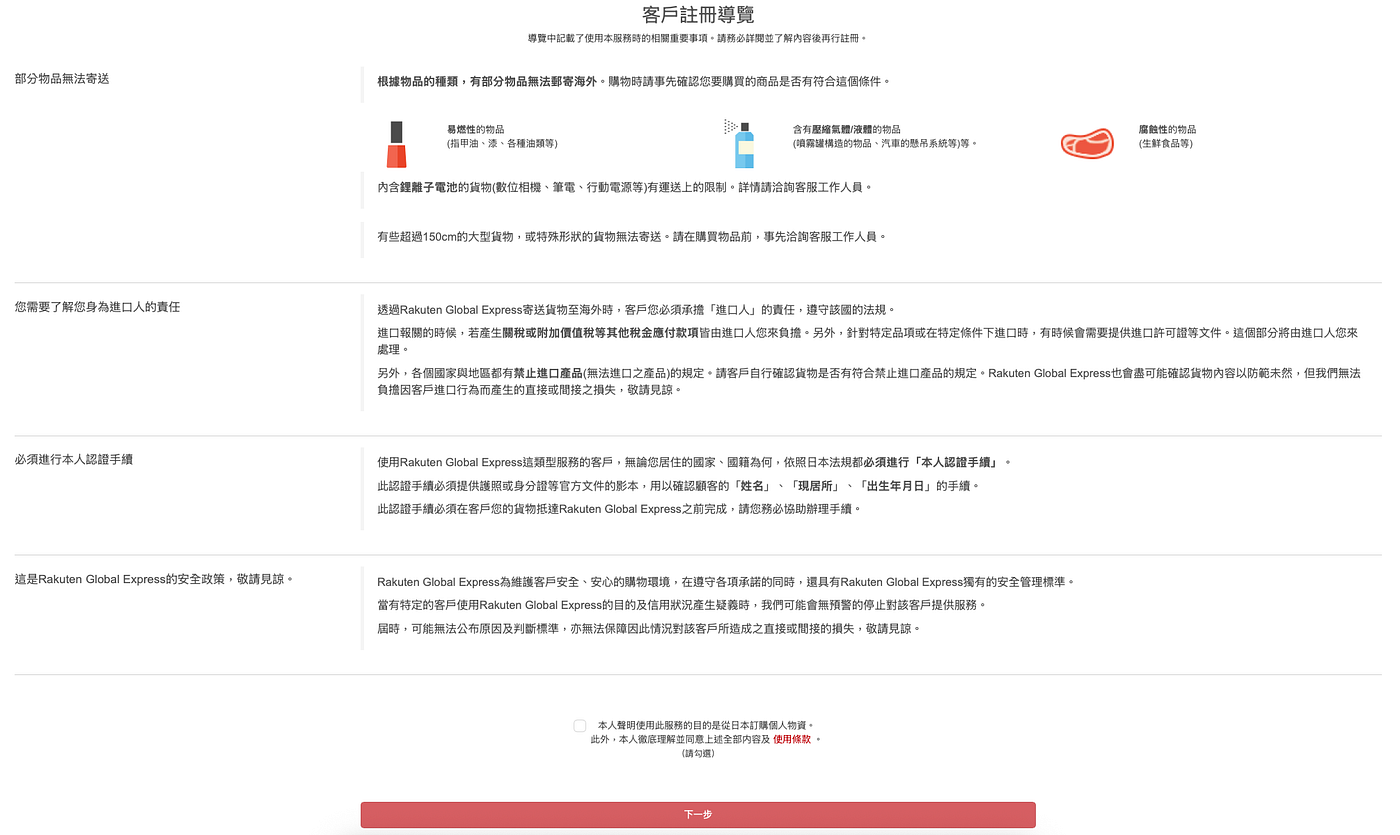 客戶註冊導覽
導覽中記載了使用本服務時的相關重要事項。請務必詳閱並了解內容後再行註冊。
部分物品無法寄送
根據物品的種類，有部分物品無法郵寄海外。購物時請事先確認您要購買的商品是否有符合這個條件。
易燃性的物品
(指甲油、漆、各種油類等)
含有壓縮氣體/液體的物品
(噴霧罐構造的物品、汽車的懸吊系統等)等。
腐蝕性的物品
(生鮮食品等)
內含鋰離子電池的貨物(數位相機、筆電、行動電源等)有運送上的限制。詳情請洽詢客服工作人員。
有些超過150cm的大型貨物，或特殊形狀的貨物無法寄送。請在購買物品前，事先洽詢客服工作人員。
您需要了解您身為進口人的責任
透過Rakuten Global Express寄送貨物至海外時，客戶您必須承擔「進口人」的責任，遵守該國的法規。
進口報關的時候，若產生關稅或附加價值稅等其他稅金應付款項皆由進口人您來負擔。另外，針對特定品項或在特定條件下進口時，有時候會需要提供進口許可證等文件。這個部分將由進口人您來
處理。
另外，各個國家與地區都有禁止進口產品(無法進口之產品)的規定。請客戶自行確認貨物是否有符合禁止進口產品的規定。Rakuten Global Express也會盡可能確認貨物內容以防範未然，但我們無法
負擔因客戶進口行為而產生的直接或間接之損失，敬請見諒。
必須進行本人認證手續
使用Rakuten Global Express這類型服務的客戶，無論您居住的國家、國籍為何，依照日本法規都必須進行「本人認證手續」。
此認證手續必須提供護照或身分證等官方文件的影本，用以確認顧客的「姓名」、「現居所」、「出生年月日」的手續。
此認證手續必須在客戶您的貨物抵達Rakuten Global Express之前完成，請您務必協助辦理手續。
這是Rakuten Global Express的安全政策，敬請見諒。
Rakuten Global Express為維護客戶安全、安心的購物環境，在遵守各項承諾的同時，還具有Rakuten Global Express獨有的安全管理標準。
當有特定的客戶使用Rakuten Global Express的目的及信用狀況產生疑義時，我們可能會無預警的停止對該客戶提供服務。
屆時，可能無法公布原因及判斷標準，亦無法保障因此情況對該客戶所造成之直接或間接的損失，敬請見諒。
本人聲明使用此服務的目的是從日本訂購個人物資。
此外，本人徹底理解並同意上述全部內容及 使用條款 。
(請勾選)
下一步